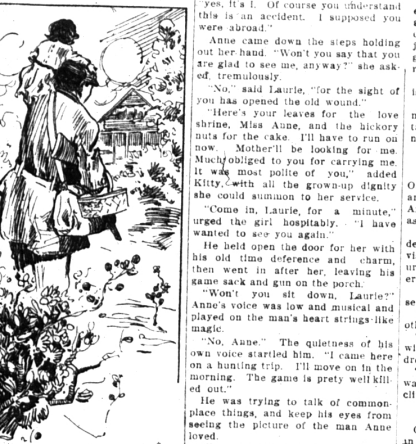 "yes, it's I. Of course you understand
this is an accident. I supposed you
were abroad."
Anne came down the steps holding
out her hand. "Won't you say that you
are glad to see me, anyway?" she ask-
ed, tremulously.
"No," said Laurie, "for the sight of
you has opened the old wound."
"Here's your leaves for the love
shrine, Miss Anne, and the hickory
nuts for the cake. I'll have to run on
now. Mother'll be looking for me.
Much obliged to you for carrying me.
It was most polite of you," added
Kitty, with all the grown-up dignity
she could summon to her service.
"Come in, Laurie, for a minute,"
urged the girl hospitably. "I have
wanted to see you again."
He held open the door for her with
his old time deference and charm,
then went in after her, leaving his
game sack and gun on the porch.
"Won't you sit down, Laurie?"
Anne's voice was low and musical and
played on the man's heart strings-like
magic.
"No, Anne." The quietness of his
own voice startled him. "I came here
on a hunting trip. I'll move on in the
morning. The game is pretty well kill-
ed out."
He was trying to talk of common-
place things, and keep his eyes from
seeing the picture of the man Anne
loved.